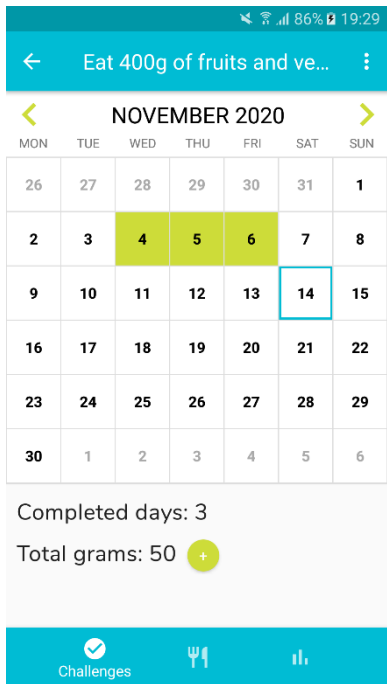 86% 19:29
Eat 400g of fruits and ve...
NOVEMBER 2020
MON TUE WED THU FRI SAT SUN
26 27 28 29 30 31 1
2 3 4 5 6 7 8
9 10 11 12 13 14 15
16 17 18 19 20 21 22
23 24 25 26 27 28 29
30 1 2 3 4 5 6
Completed days: 3
Total grams: 50 +
Challenges